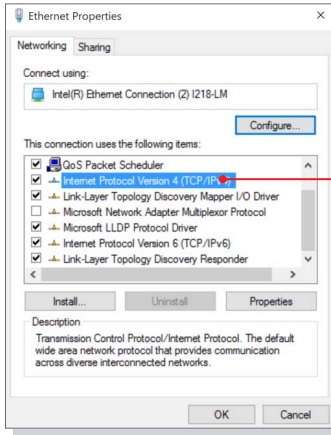 Ethernet Properties
Networking Sharing
Connect using:
Intel(R) Ethernet Connection (2) I218-LM
Configure...
This connection uses the following items:
QoS Packet Scheduler
Internet Protocol Version 4 (TCP/IPv4)
Link-Layer Topology Discovery Mapper I/O Driver
Microsoft Network Adapter Multiplexor Protocol
Microsoft LLDP Protocol Driver
Internet Protocol Version 6 (TCP/IPv6)
Link-Layer Topology Discovery Responder
Install... Uninstall Properties
Description
Transmission Control Protocol/Internet Protocol. The default
wide area network protocol that provides communication
across diverse interconnected networks.
OK Cancel